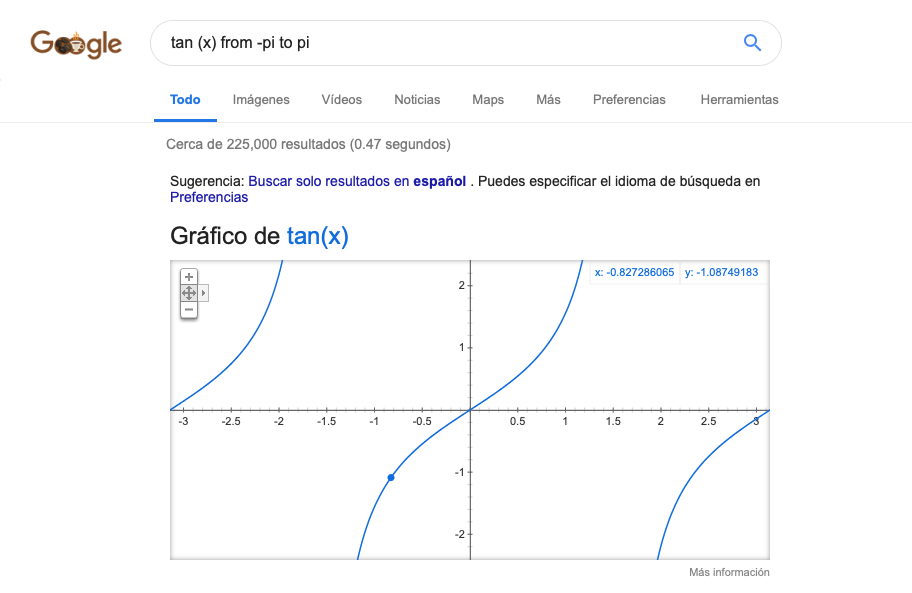 Google
tan (x) from -pi to pi
Todo Imágenes Vídeos Noticias Maps Más Preferencias Herramientas
Cerca de 225,000 resultados (0.47 segundos)
Sugerencia: Buscar solo resultados en español . Puedes especificar el idioma de búsqueda en
Preferencias
Gráfico de tan(x)
x: -0.827286065 y: -1.08749183
2
1
-3 -2.5 -2 -1.5 -1 -0.5 0.5 1 1.5 2 2.5 3
-1
-2
Más información